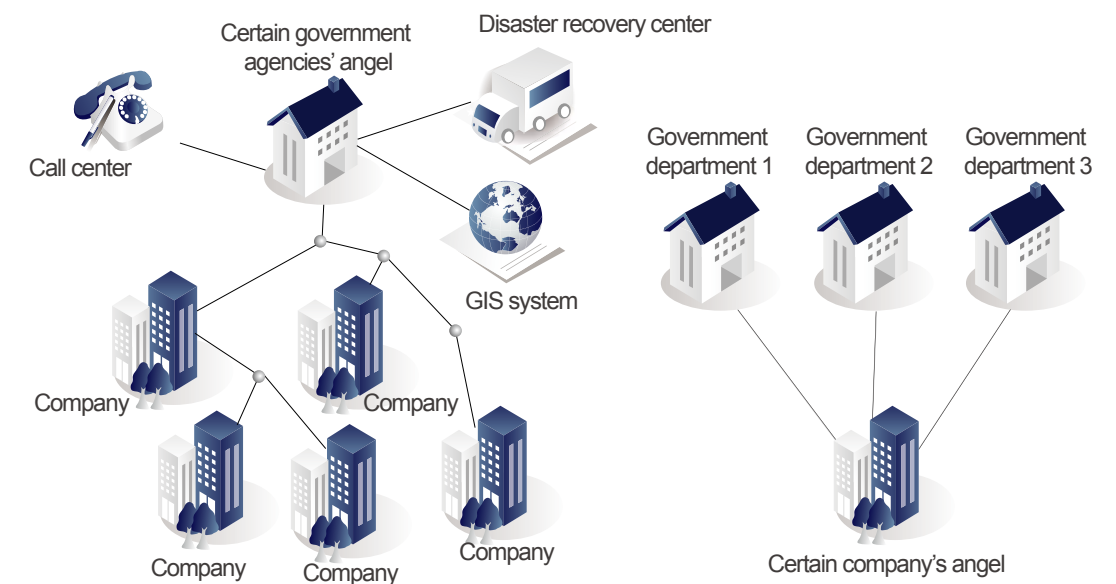 Certain government
agencies' angel
Disaster recovery center
Call center
GIS system
Company
Company
Company
Company
Company
Government
department 1
Government
department 2
Government
department 3
Certain company's angel